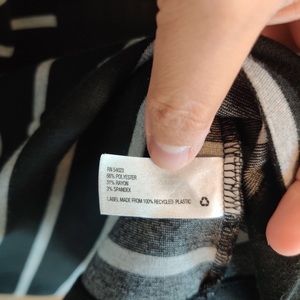 RN 54023
66% POLYESTER
31% RAYON
3% SPANDEX
LABEL MADE FROM 100% RECYCLED PLASTIC